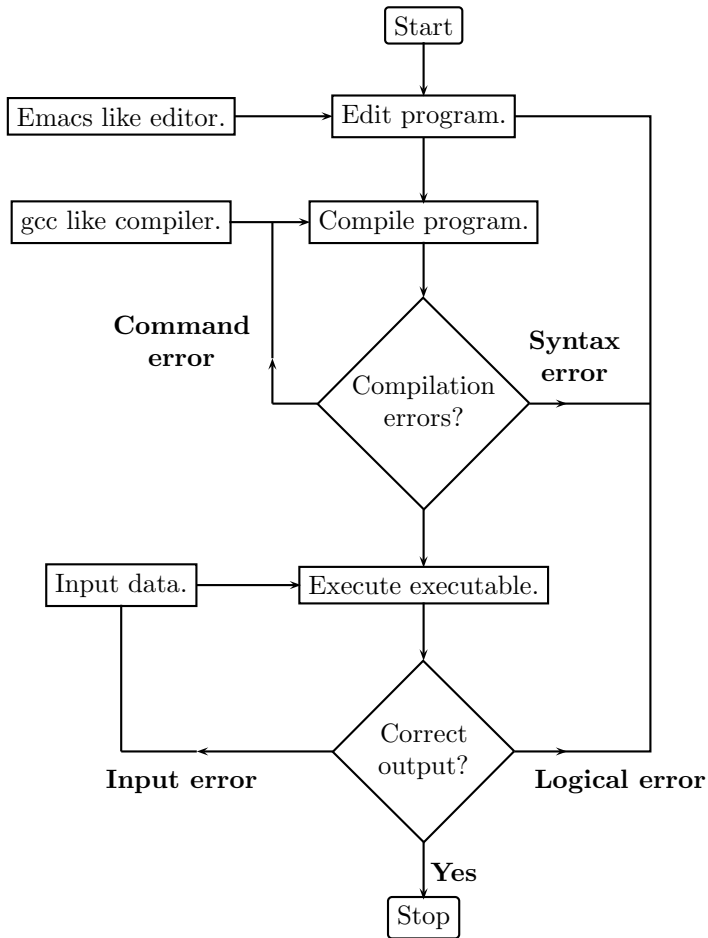 Start
Emacs like editor.
Edit program.
gcc like compiler.
Compile program.
Command
error
Syntax
error
Compilation
errors?
Input data.
Execute executable.
Correct
output?
Input error
Logical error
Yes
Stop